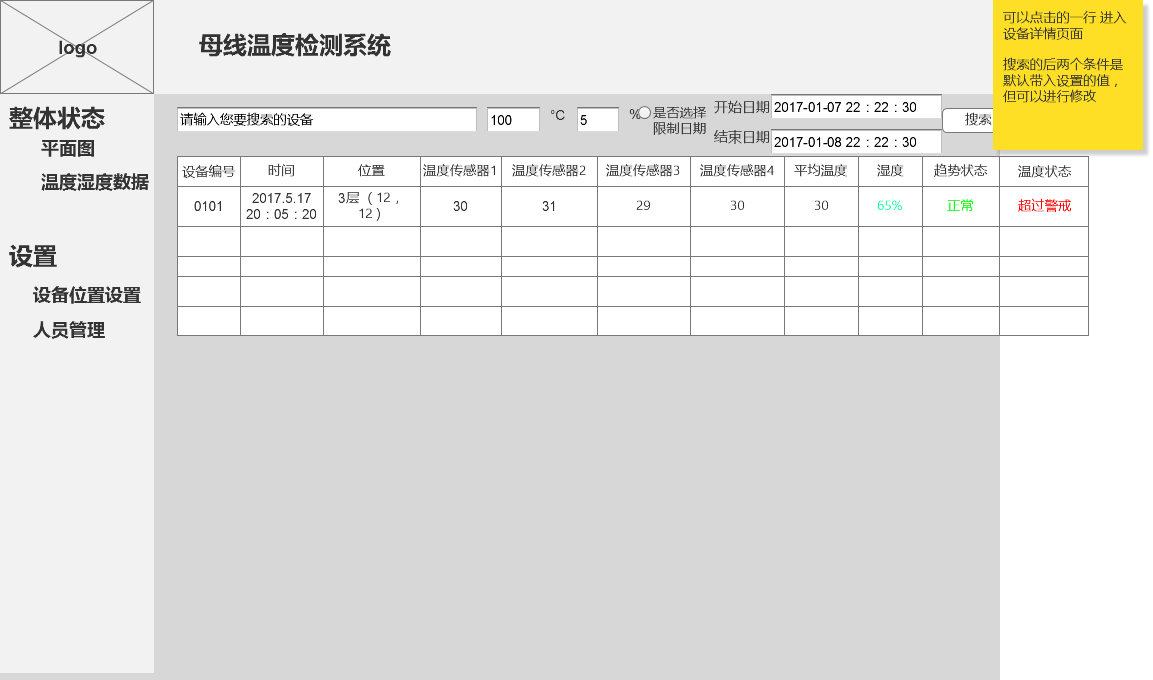 logo
母线温度检测系统
可以点击的一行 进入
设备详情页面
搜索的后两个条件是
默认带入设置的值，
但可以进行修改
整体状态
平面图
温度湿度数据
设置
设备位置设置
人员管理
请输入您要搜索的设备
100
℃
5
%
是否选择
限制日期
开始日期
2017-01-07 22：22：30
结束日期
2017-01-08 22：22：30
搜索
设备编号 时间 位置 温度传感器1 温度传感器2 温度传感器3 温度传感器4 平均温度 湿度 趋势状态 温度状态
0101
2017.5.17
20：05：20
3层（12，
12）
30 31 29 30 30 65% 正常 超过警戒